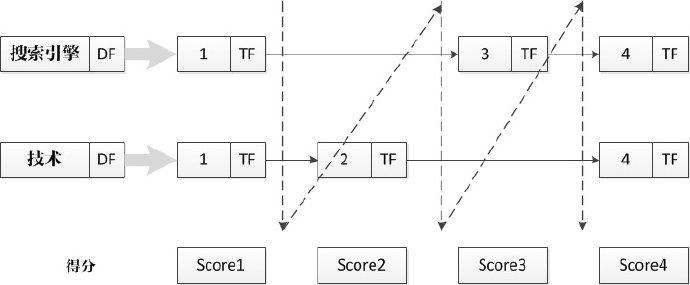 搜索引擎 DF 1 TF 3 TF 4 TF
技术 DF 1 TF 2 TF 4 TF
得分 Score1 Score2 Score3 Score4